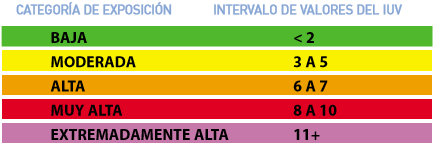 CATEGORÍA DE EXPOSICIÓN INTERVALO DE VALORES DEL IUV
BAJA < 2
MODERADA 3 A 5
ALTA 6 A 7
MUY ALTA 8 A 10
EXTREMADAMENTE ALTA 11+